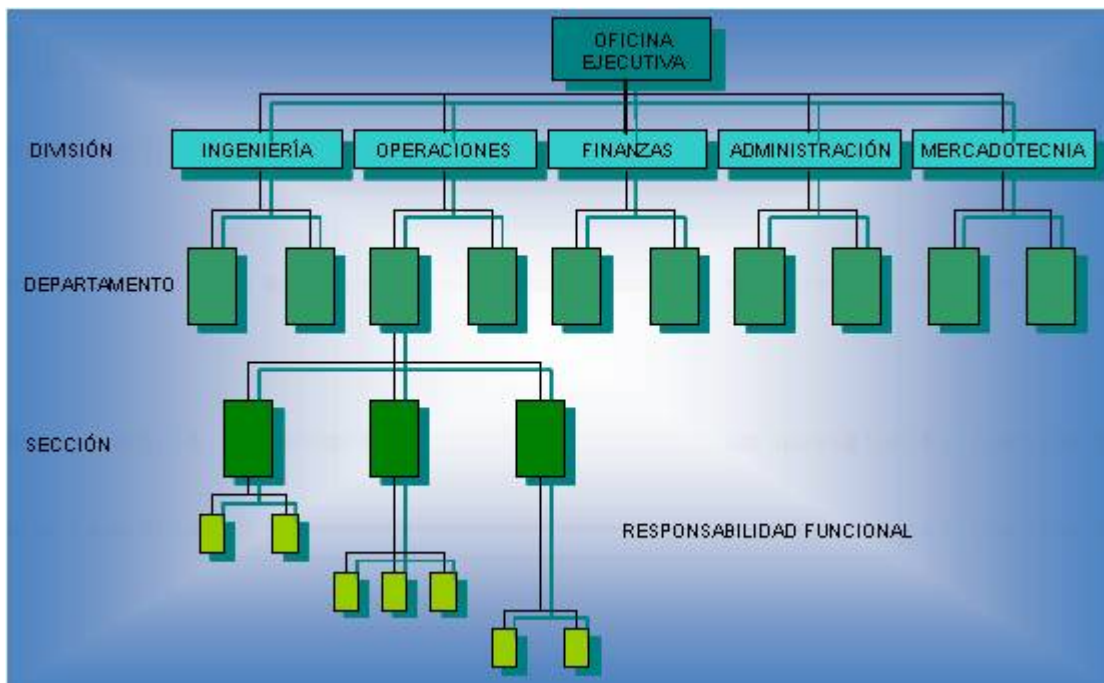 OFICINA
EJECUTIVA
DIVISIÓN
INGENIERÍA
OPERACIONES
FINANZAS
ADMINISTRACIÓN
MERCADOTECNIA
DEPARTAMENTO
SECCIÓN
RESPONSABILIDAD FUNCIONAL